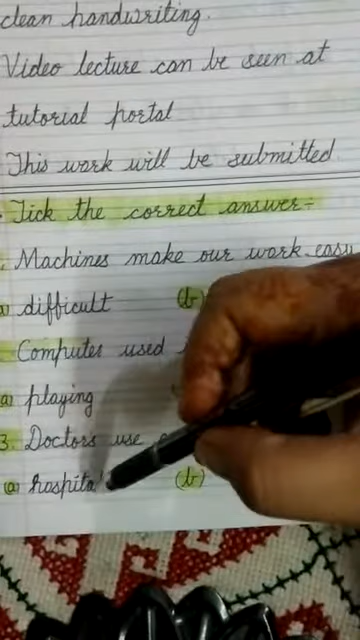 clean handwriting.
Video lecture can be seen at
tutorial portal
This work will be submitted
Tick the correct answer:-
Machines make our work easy
(a) difficult (b)
Computer used
(a) playing
3. Doctors use
(a) hospital (b)